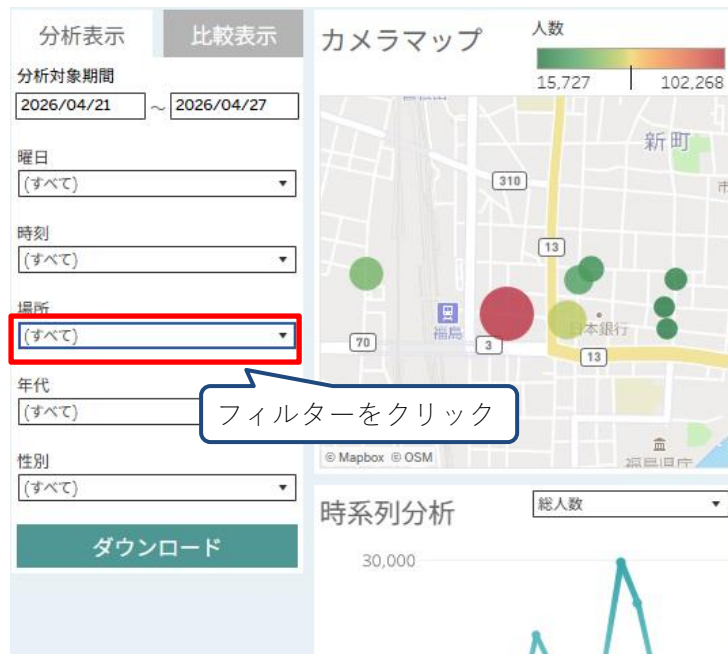 分析表示
比較表示
分析対象期間
2026/04/21 ～ 2026/04/27
曜日
(すべて)
時刻
(すべて)
場所
(すべて)
年代
(すべて)
性別
(すべて)
ダウンロード
フィルターをクリック
カメラマップ
人数
15,727
102,268
新町
市
310
13
日本銀行
福島
70
3
13
福島県庁
© Mapbox © OSM
時系列分析
総人数
30,000